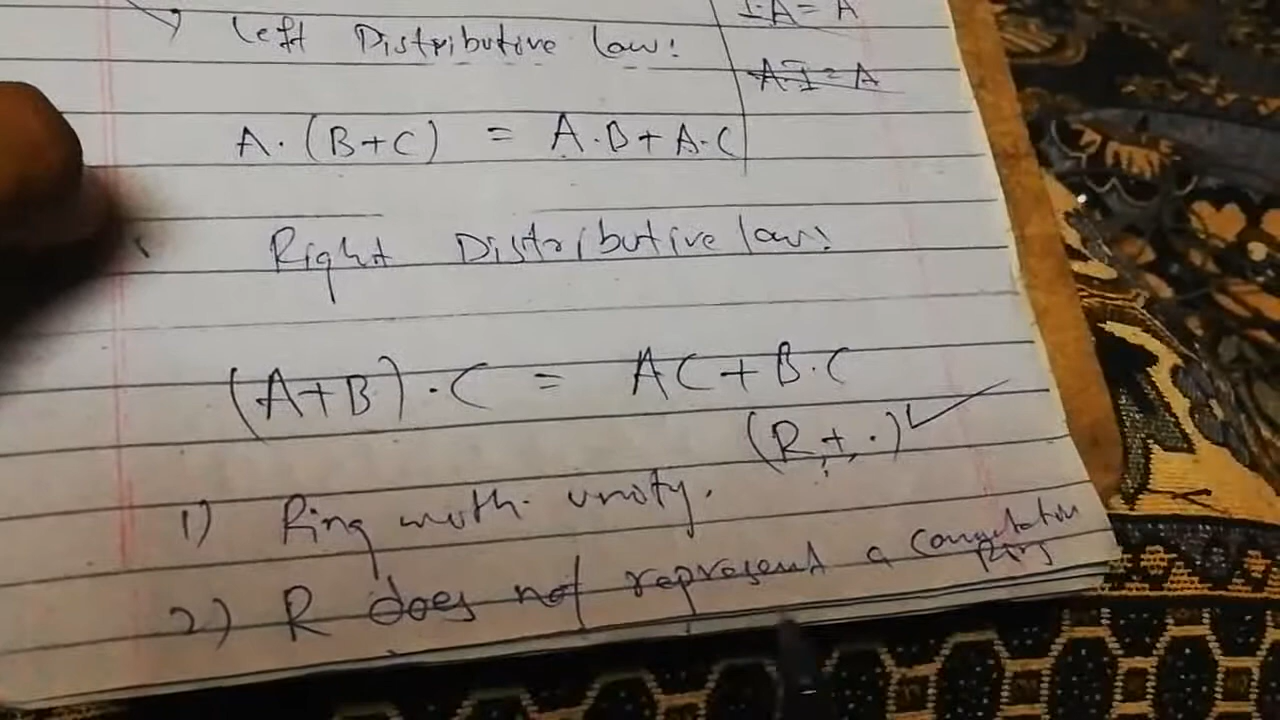 I·A = A
Left Distributive law:
A·I = A
A·(B+C) = A·B + A·C
Right Distributive law:
(A+B)·C = AC + B·C
(R,+,·)
1) Ring with unity.
2) R does not represent a